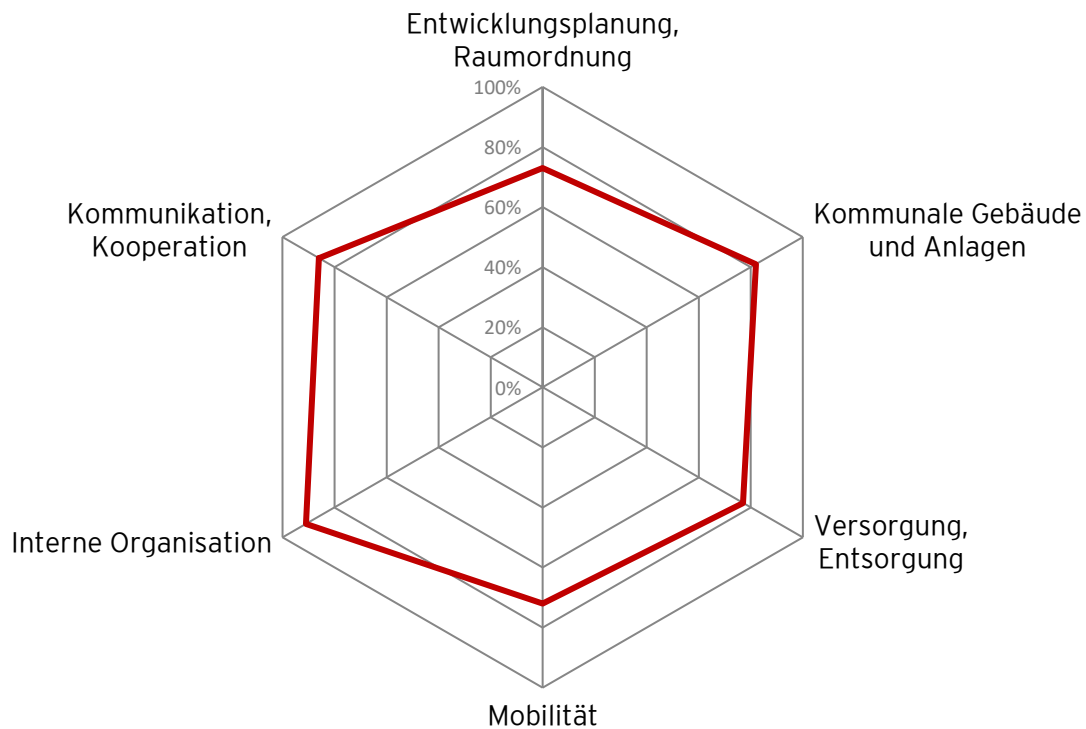 Entwicklungsplanung,
Raumordnung
100%
80%
60%
40%
20%
0%
Kommunale Gebäude
und Anlagen
Versorgung,
Entsorgung
Mobilität
Interne Organisation
Kommunikation,
Kooperation